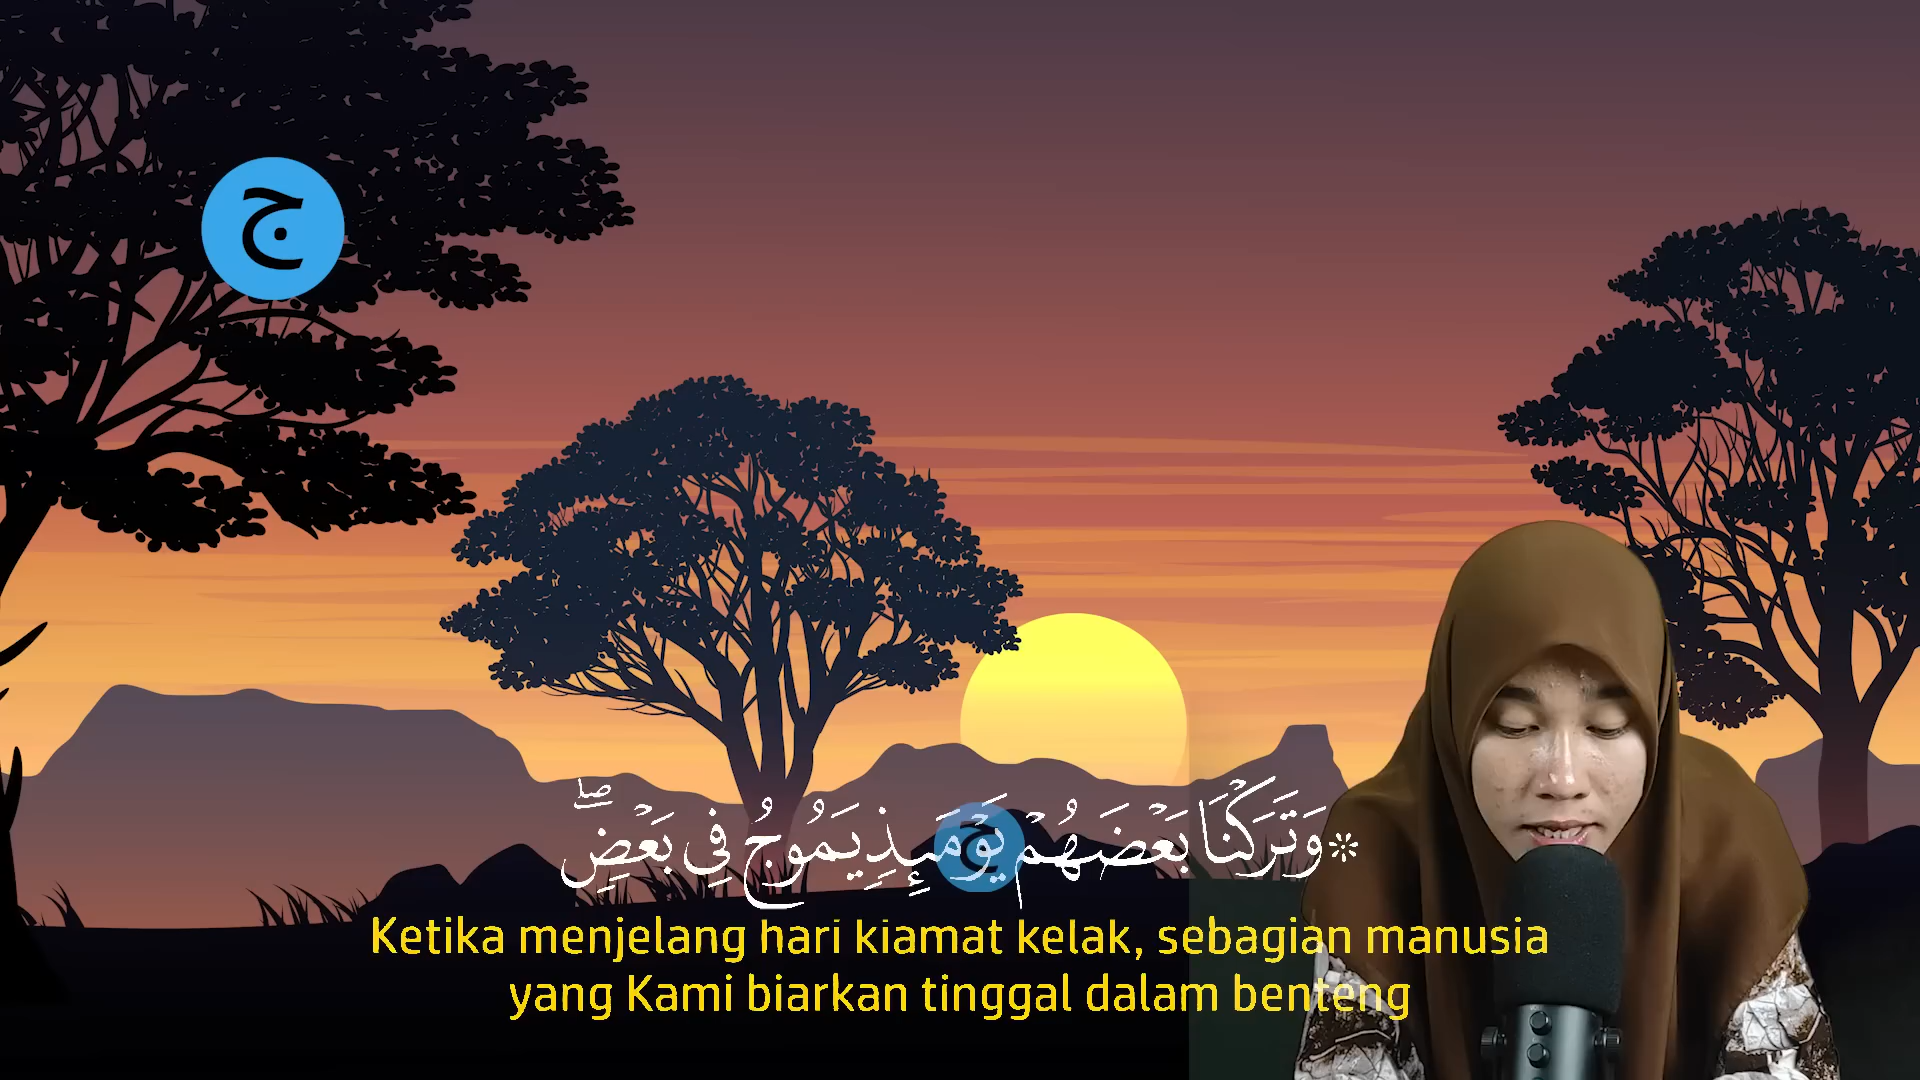 ج
۞ وَتَرَكْنَا بَعْضَهُمْ يَوْمَئِذٍ يَمُوجُ فِي بَعْضٍ ۖ
ج
Ketika menjelang hari kiamat kelak, sebagian manusia
yang Kami biarkan tinggal dalam benteng